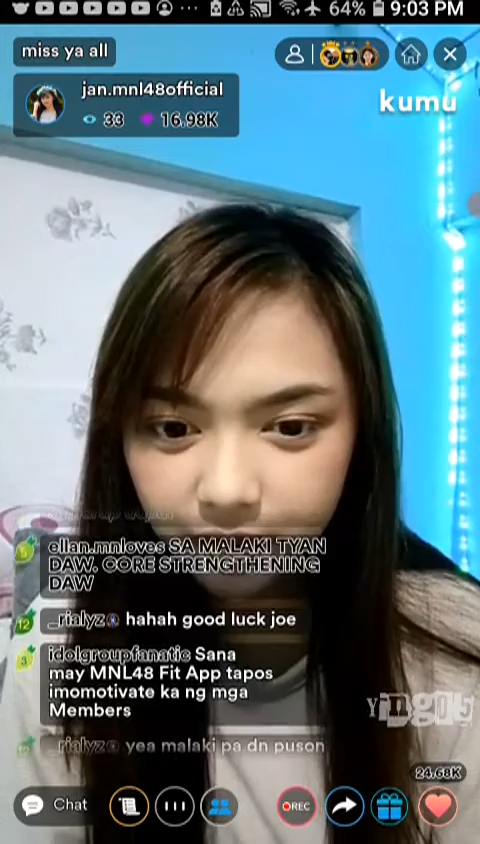 64% 9:03 PM
miss ya all
jan.mnl48official
33 16.98K
kumu
ellan.mnloves SA MALAKI TYAN
DAW. CORE STRENGTHENING
DAW
_rialyz hahah good luck joe
idolgroupfanatic Sana
may MNL48 Fit App tapos
imomotivate ka ng mga
Members
_rialyz yea malaki pa dn puson
24.68K
Chat
REC